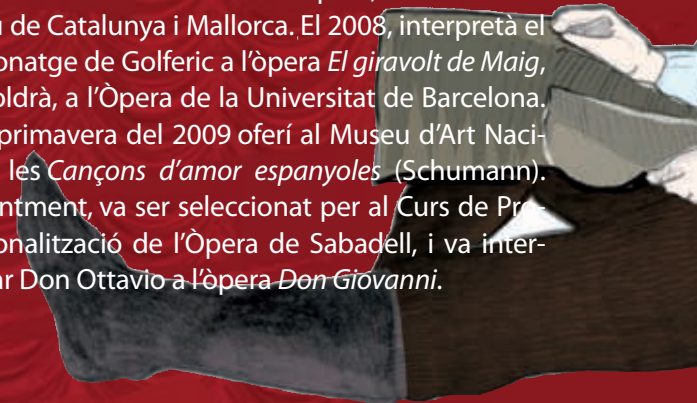 u de Catalunya i Mallorca. El 2008, interpretà el
onatge de Golferic a l'òpera El giravolt de Maig,
oldrà, a l'Òpera de la Universitat de Barcelona.
primavera del 2009 oferí al Museu d'Art Naci-
les Cançons d'amor espanyoles (Schumann).
ntment, va ser seleccionat per al Curs de Pro-
onalització de l'Òpera de Sabadell, i va inter-
ar Don Ottavio a l'òpera Don Giovanni.